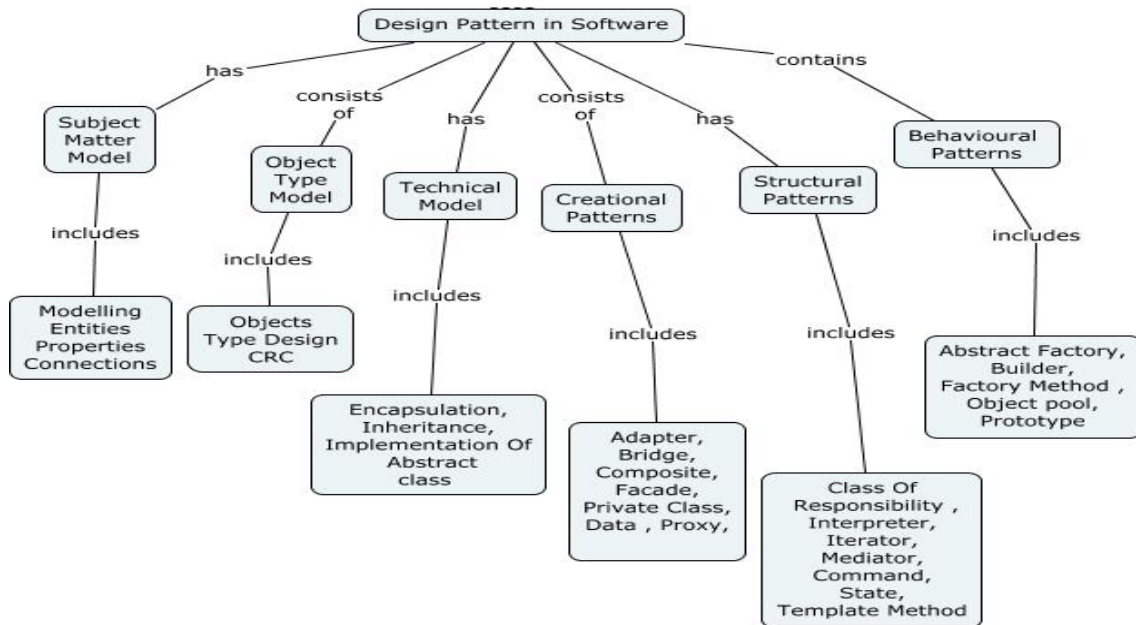 Design Pattern in Software
has
consists
of
has
consists
of
has
contains
Subject
Matter
Model
Object
Type
Model
Technical
Model
Creational
Patterns
Structural
Patterns
Behavioural
Patterns
includes
includes
includes
includes
includes
includes
Modelling
Entities
Properties
Connections
Objects
Type Design
CRC
Encapsulation,
Inheritance,
Implementation Of
Abstract
class
Adapter,
Bridge,
Composite,
Facade,
Private Class,
Data , Proxy,
Class Of
Responsibility ,
Interpreter,
Iterator,
Mediator,
Command,
State,
Template Method
Abstract Factory,
Builder,
Factory Method ,
Object pool,
Prototype